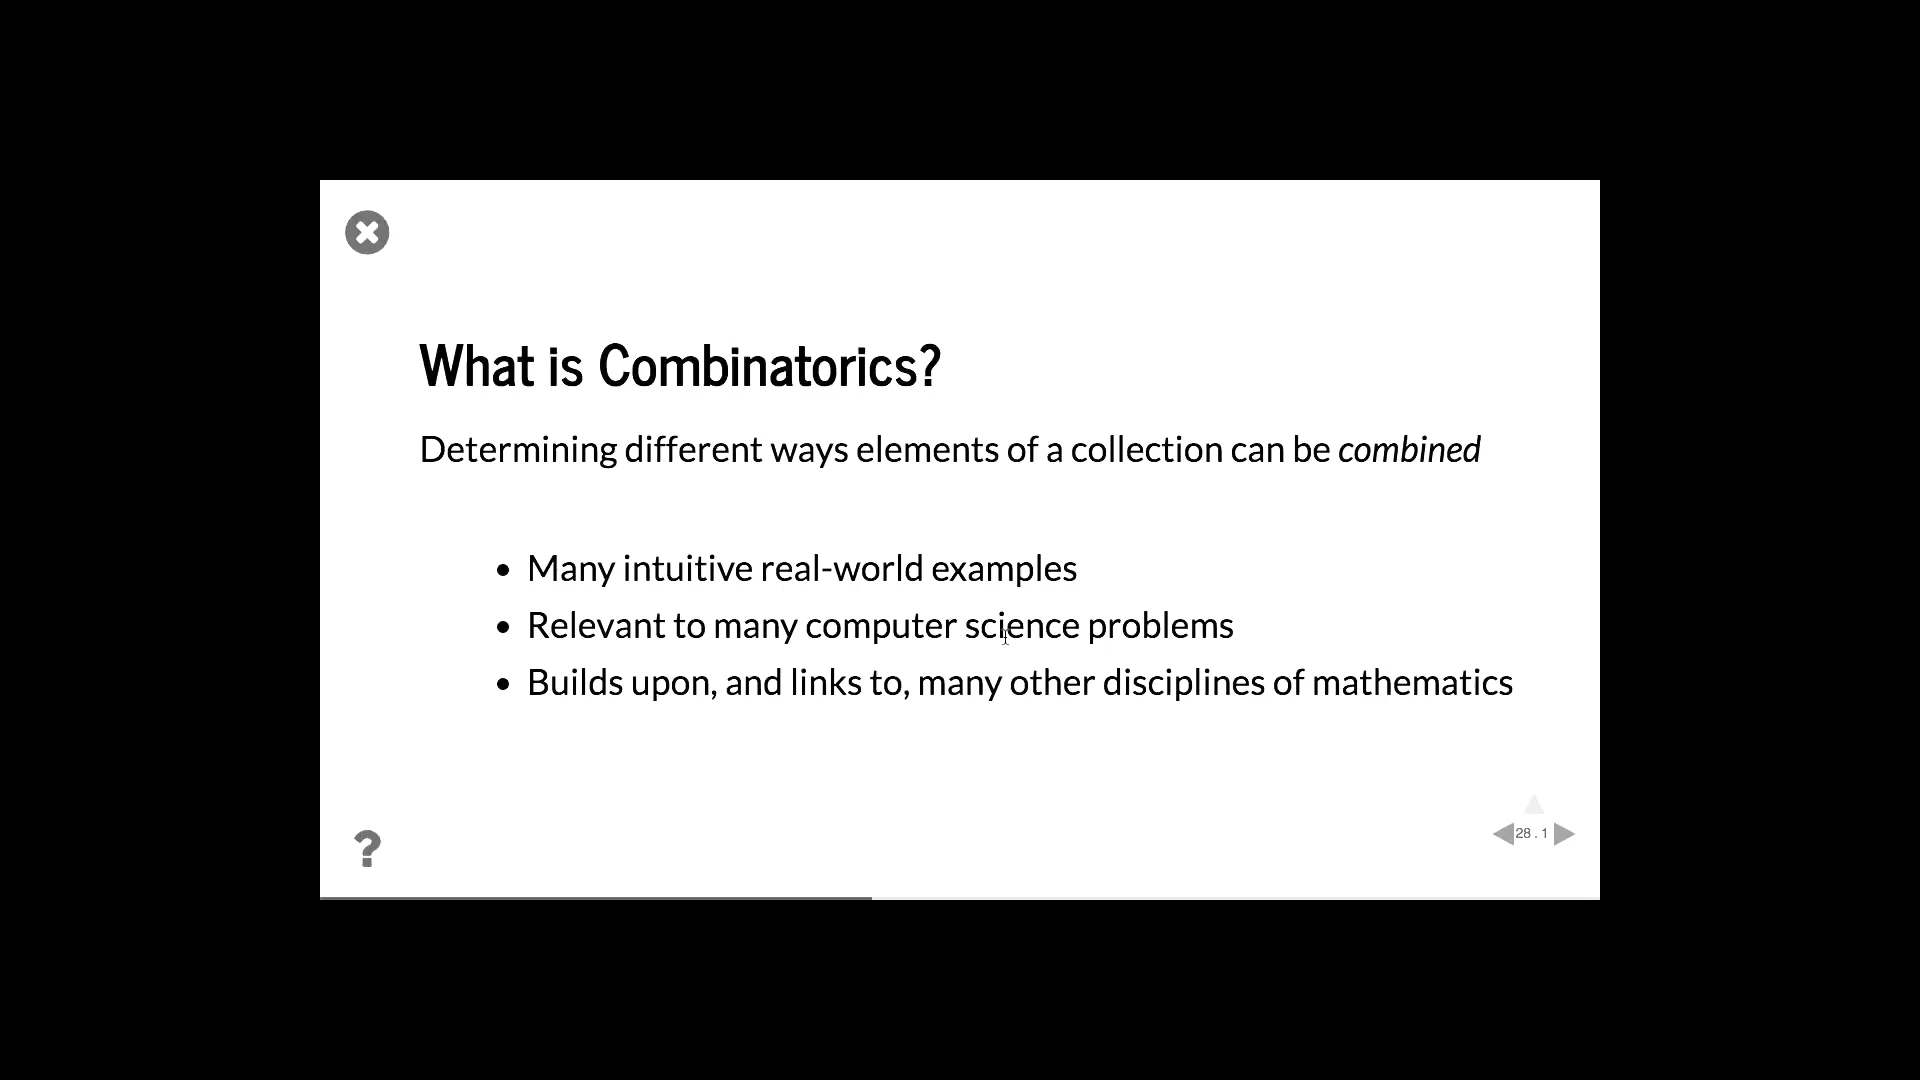 What is Combinatorics?
Determining different ways elements of a collection can be combined
• Many intuitive real-world examples
• Relevant to many computer science problems
• Builds upon, and links to, many other disciplines of mathematics
?
28 . 1